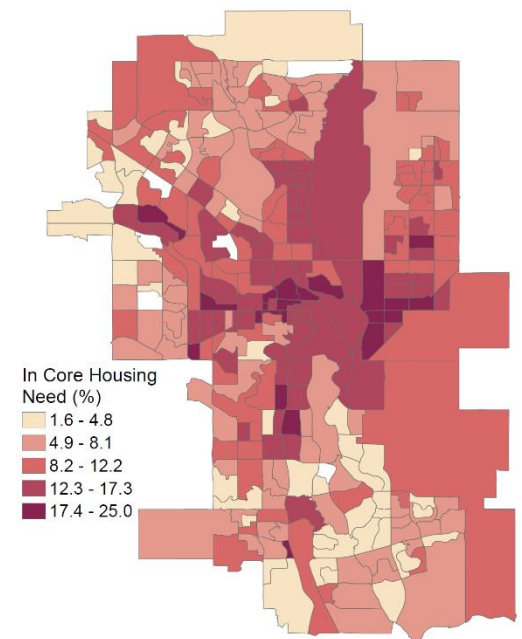 In Core Housing
Need (%)
1.6 - 4.8
4.9 - 8.1
8.2 - 12.2
12.3 - 17.3
17.4 - 25.0